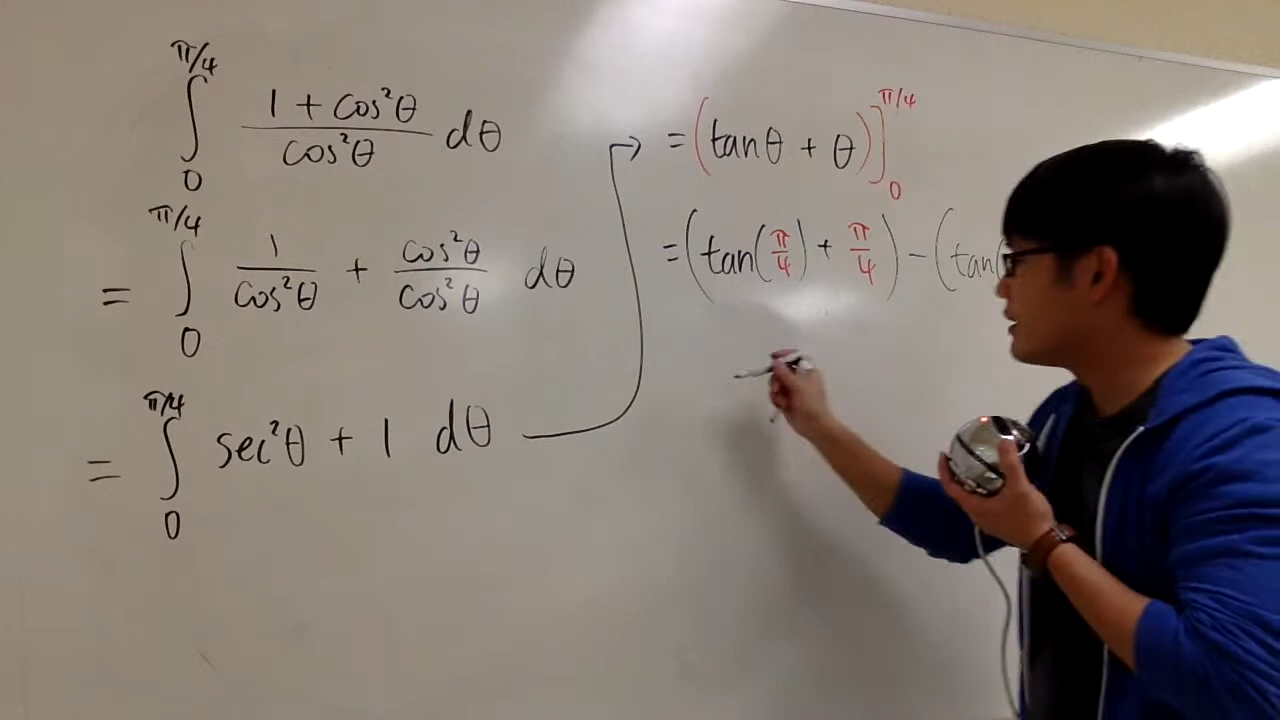 ∫₀^{π/4} (1 + cos²θ)/(cos²θ) dθ
= ∫₀^{π/4} 1/(cos²θ) + (cos²θ)/(cos²θ) dθ
= ∫₀^{π/4} sec²θ + 1 dθ
= (tanθ + θ)]₀^{π/4}
= (tan(π/4) + π/4) − (tan(